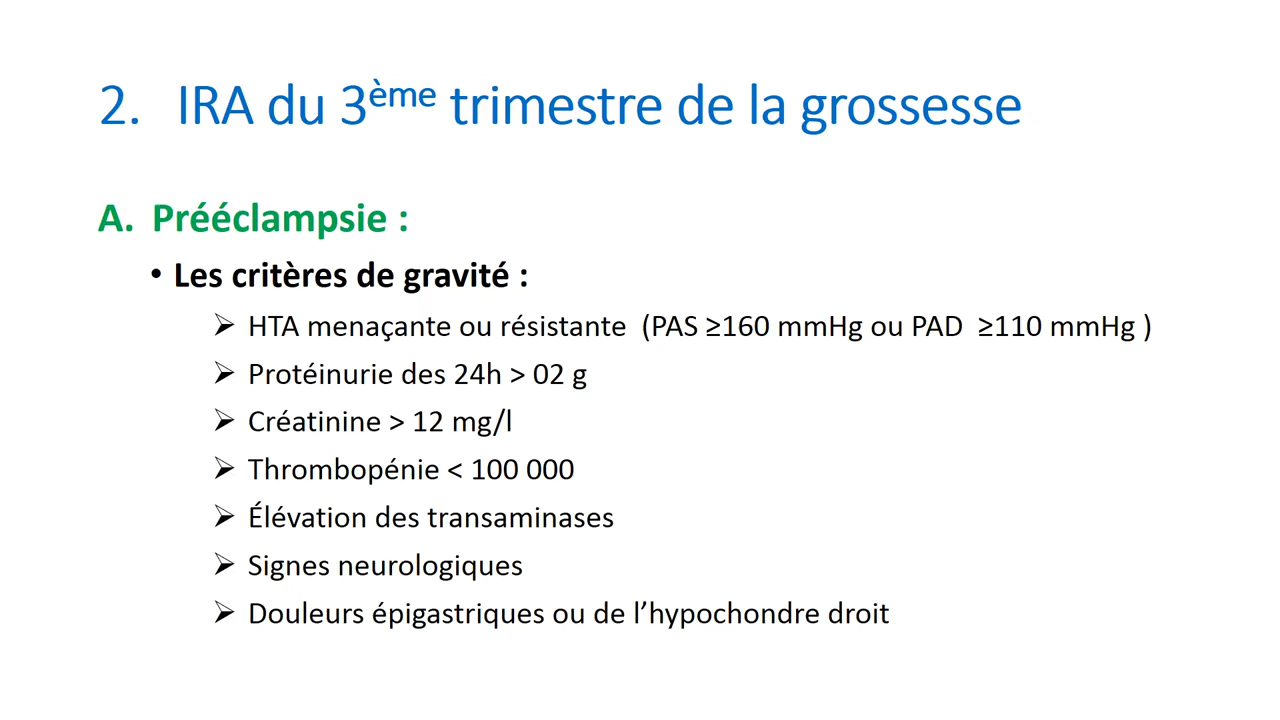 2. IRA du 3ème trimestre de la grossesse
A. Prééclampsie :
• Les critères de gravité :
➢ HTA menaçante ou résistante (PAS ≥160 mmHg ou PAD ≥110 mmHg )
➢ Protéinurie des 24h > 02 g
➢ Créatinine > 12 mg/l
➢ Thrombopénie < 100 000
➢ Élévation des transaminases
➢ Signes neurologiques
➢ Douleurs épigastriques ou de l’hypochondre droit